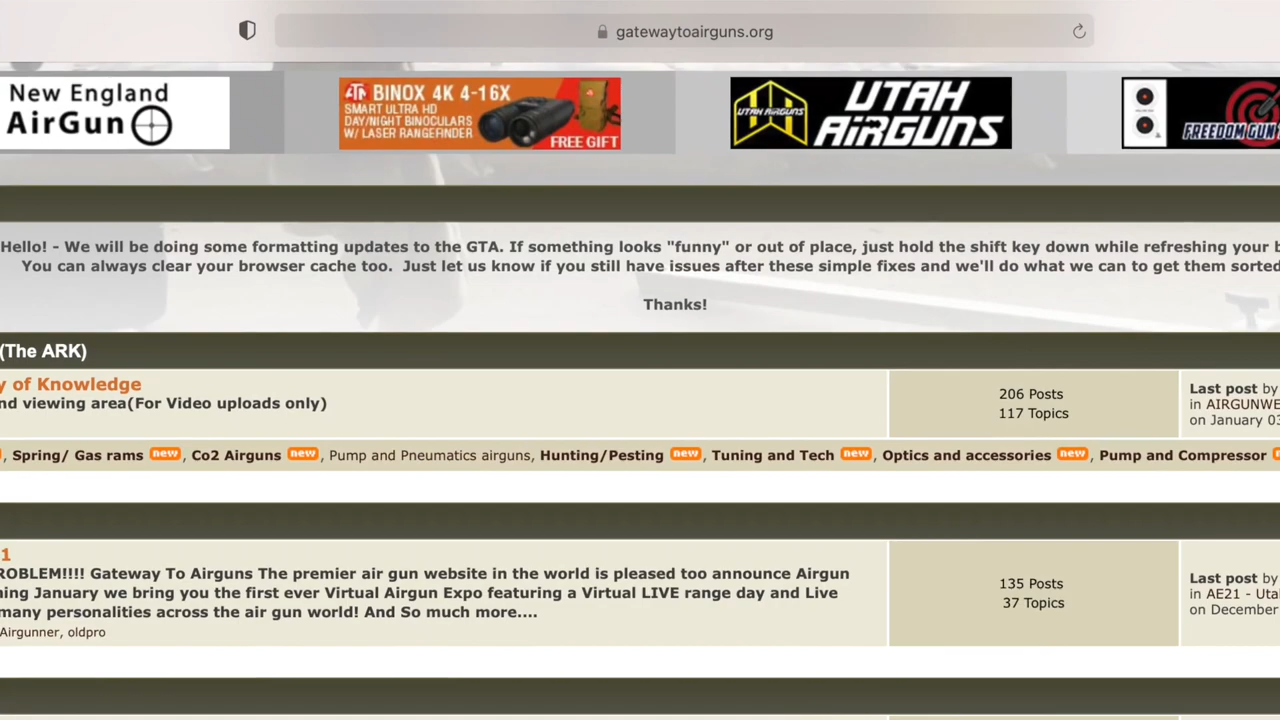 gatewaytoairguns.org
New England
AirGun
ATN BINOX 4K 4-16X
SMART ULTRA HD
DAY/NIGHT BINOCULARS
W/ LASER RANGEFINDER
FREE GIFT
UTAH AIRGUNS
UTAH
AIRGUNS
FREEDOM GUN
Hello! - We will be doing some formatting updates to the GTA. If something looks "funny" or out of place, just hold the shift key down while refreshing your b
You can always clear your browser cache too. Just let us know if you still have issues after these simple fixes and we'll do what we can to get them sorted
Thanks!
(The ARK)
y of Knowledge
nd viewing area(For Video uploads only)
206 Posts
117 Topics
Last post by
in AIRGUNWE
on January 03
, Spring/ Gas rams new, Co2 Airguns new, Pump and Pneumatics airguns, Hunting/Pesting new, Tuning and Tech new, Optics and accessories new, Pump and Compressor
1
ROBLEM!!!! Gateway To Airguns The premier air gun website in the world is pleased too announce Airgun
ning January we bring you the first ever Virtual Airgun Expo featuring a Virtual LIVE range day and Live
many personalities across the air gun world! And So much more....
Airgunner, oldpro
135 Posts
37 Topics
Last post by
in AE21 - Uta
on December